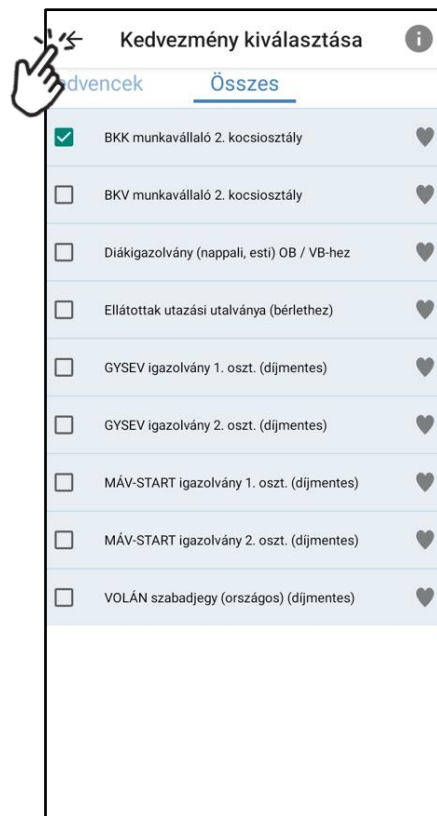 Kedvezmény kiválasztása
edvencek Összes
BKK munkavállaló 2. kocsiosztály
BKV munkavállaló 2. kocsiosztály
Diákigazolvány (nappali, esti) OB / VB-hez
Ellátottak utazási utalványa (bérlethez)
GYSEV igazolvány 1. oszt. (díjmentes)
GYSEV igazolvány 2. oszt. (díjmentes)
MÁV-START igazolvány 1. oszt. (díjmentes)
MÁV-START igazolvány 2. oszt. (díjmentes)
VOLÁN szabadjegy (országos) (díjmentes)